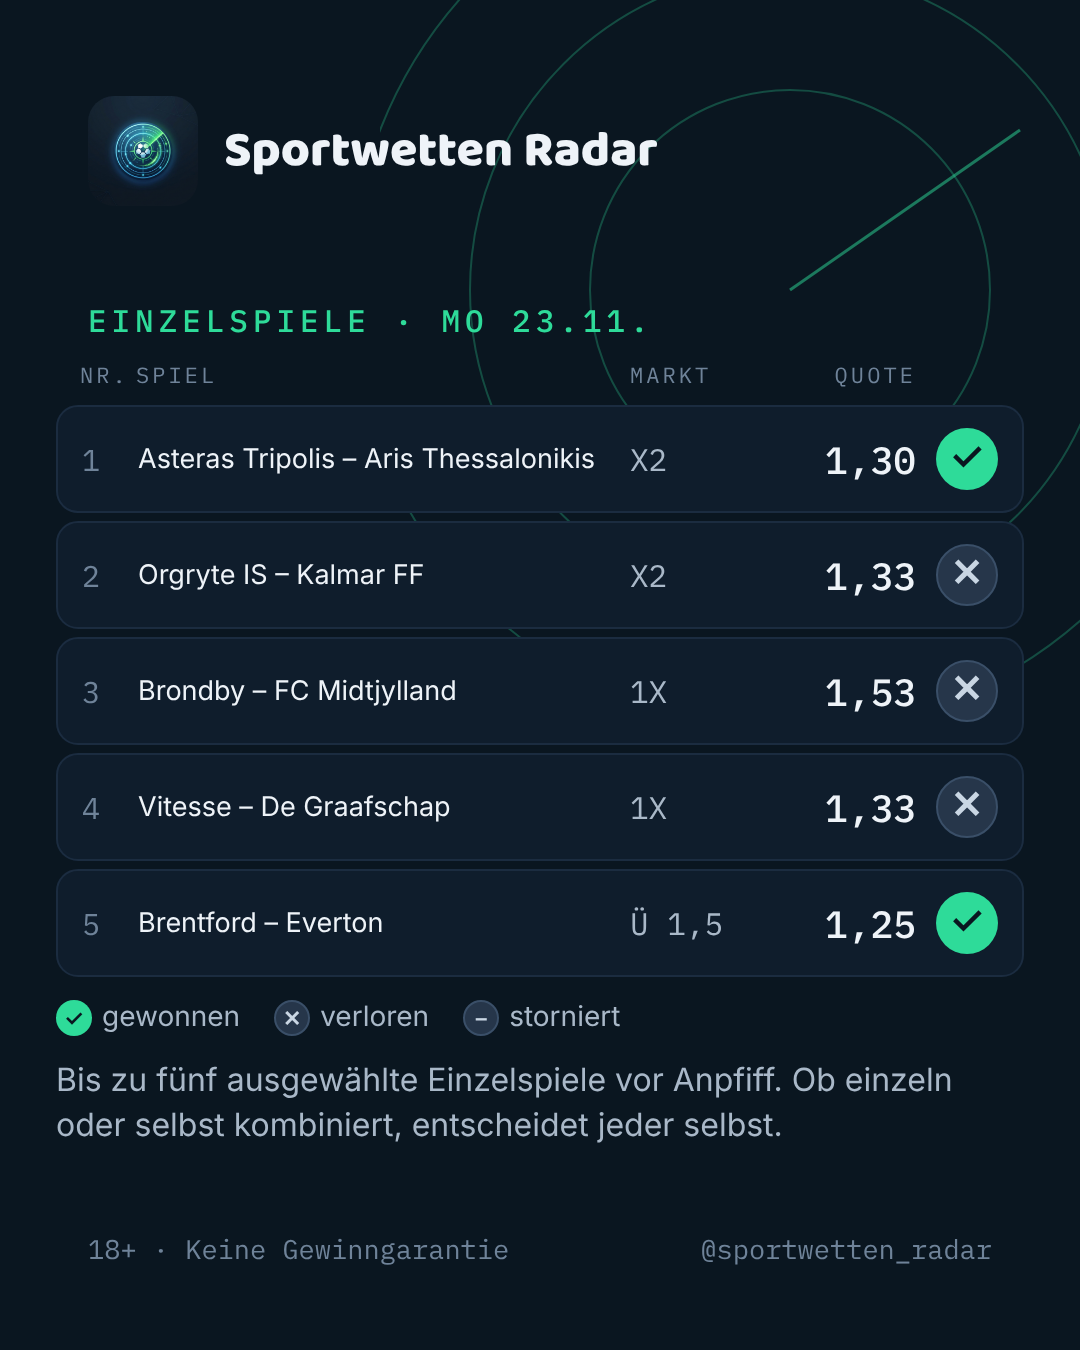 Sportwetten Radar
EINZELSPIELE · MO 23.11.
NR. SPIEL MARKT QUOTE
1 Asteras Tripolis – Aris Thessalonikis X2 1,30
2 Orgryte IS – Kalmar FF X2 1,33
3 Brondby – FC Midtjylland 1X 1,53
4 Vitesse – De Graafschap 1X 1,33
5 Brentford – Everton Ü 1,5 1,25
gewonnen verloren storniert
Bis zu fünf ausgewählte Einzelspiele vor Anpfiff. Ob einzeln
oder selbst kombiniert, entscheidet jeder selbst.
18+ · Keine Gewinngarantie @sportwetten_radar